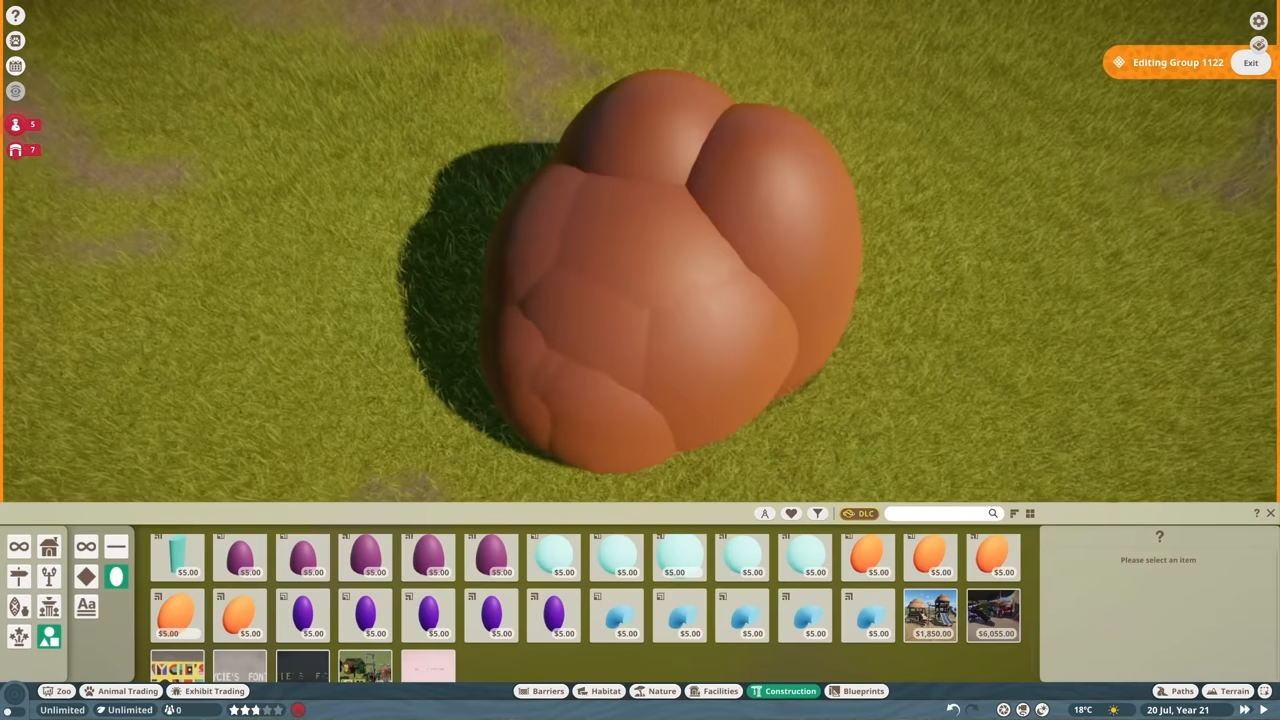 ?
Editing Group 1122
Exit
5
7
DLC
?
?
Please select an item
$5.00 $5.00 $5.00 $5.00 $5.00 $5.00 $5.00 $5.00 $5.00 $5.00 $5.00 $5.00 $5.00 $5.00
$5.00 $5.00 $5.00 $5.00 $5.00 $5.00 $5.00 $5.00 $5.00 $5.00 $5.00 $5.00 $1,850.00 $6,055.00
Aa
Zoo Animal Trading Exhibit Trading Barriers Habitat Nature Facilities Construction Blueprints Paths Terrain
Unlimited Unlimited 0 18°C 20 Jul, Year 21